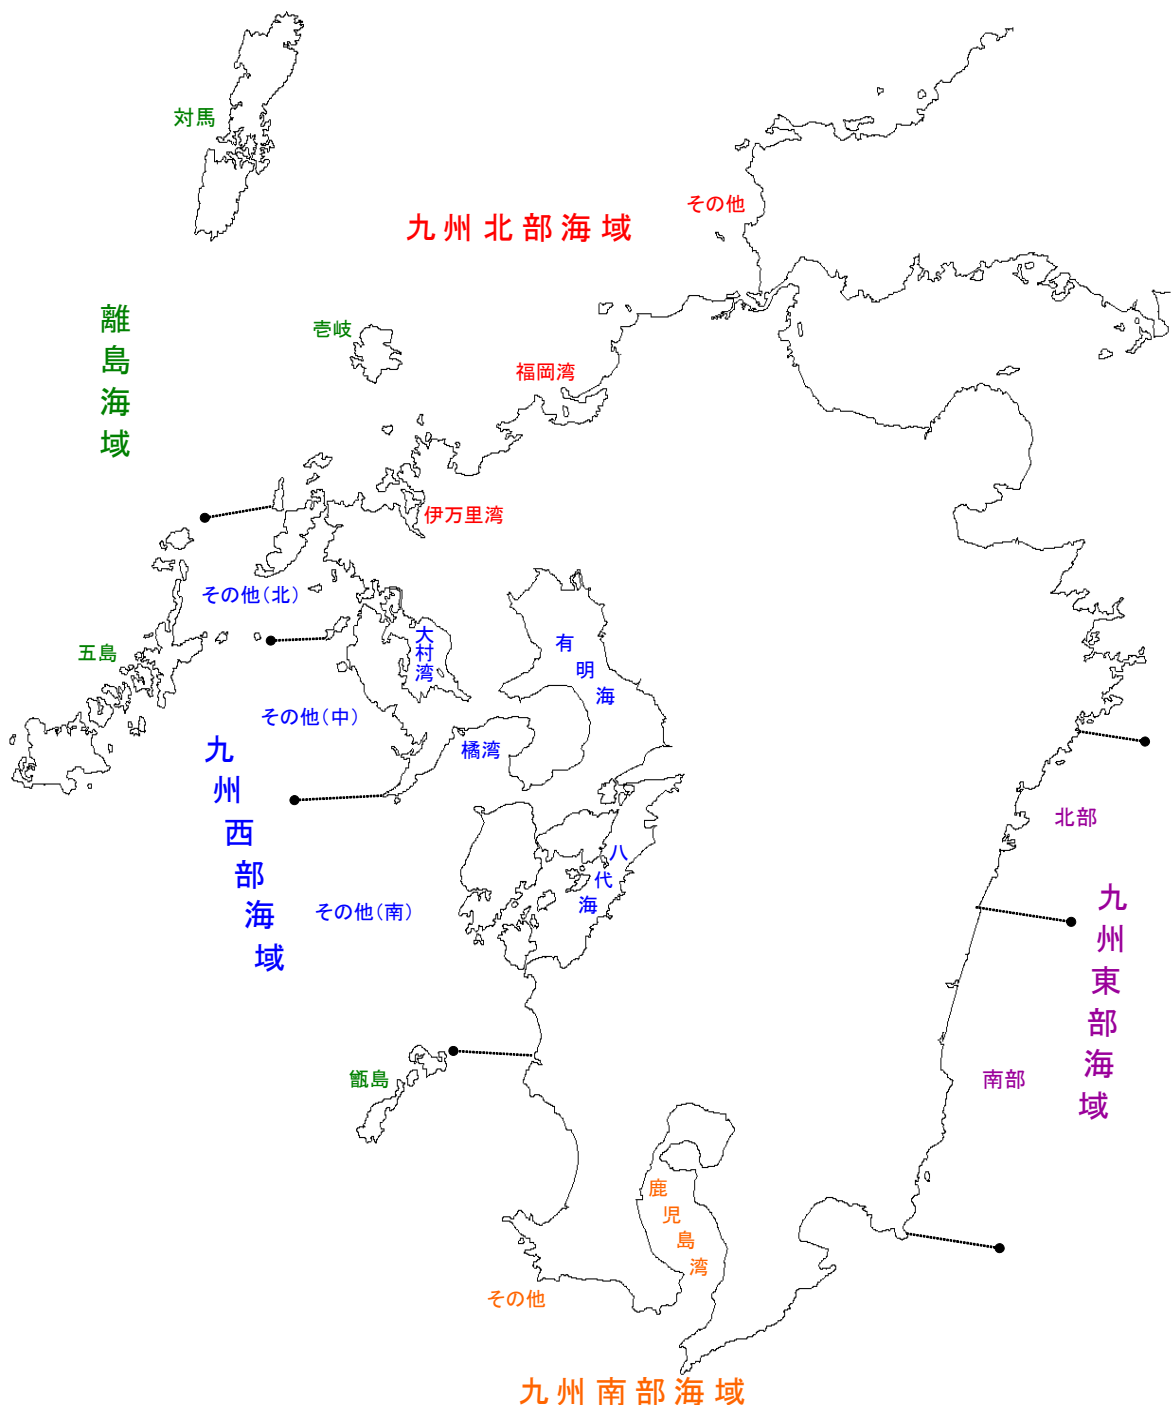 対馬
その他
九州北部海域
離島海域
壱岐
福岡湾
伊万里湾
その他（北）
大村湾
有明海
五島
その他（中）
橘湾
九州西部海域
北部
八代海
その他（南）
九州東部海域
甑島
南部
鹿児島湾
その他
九州南部海域